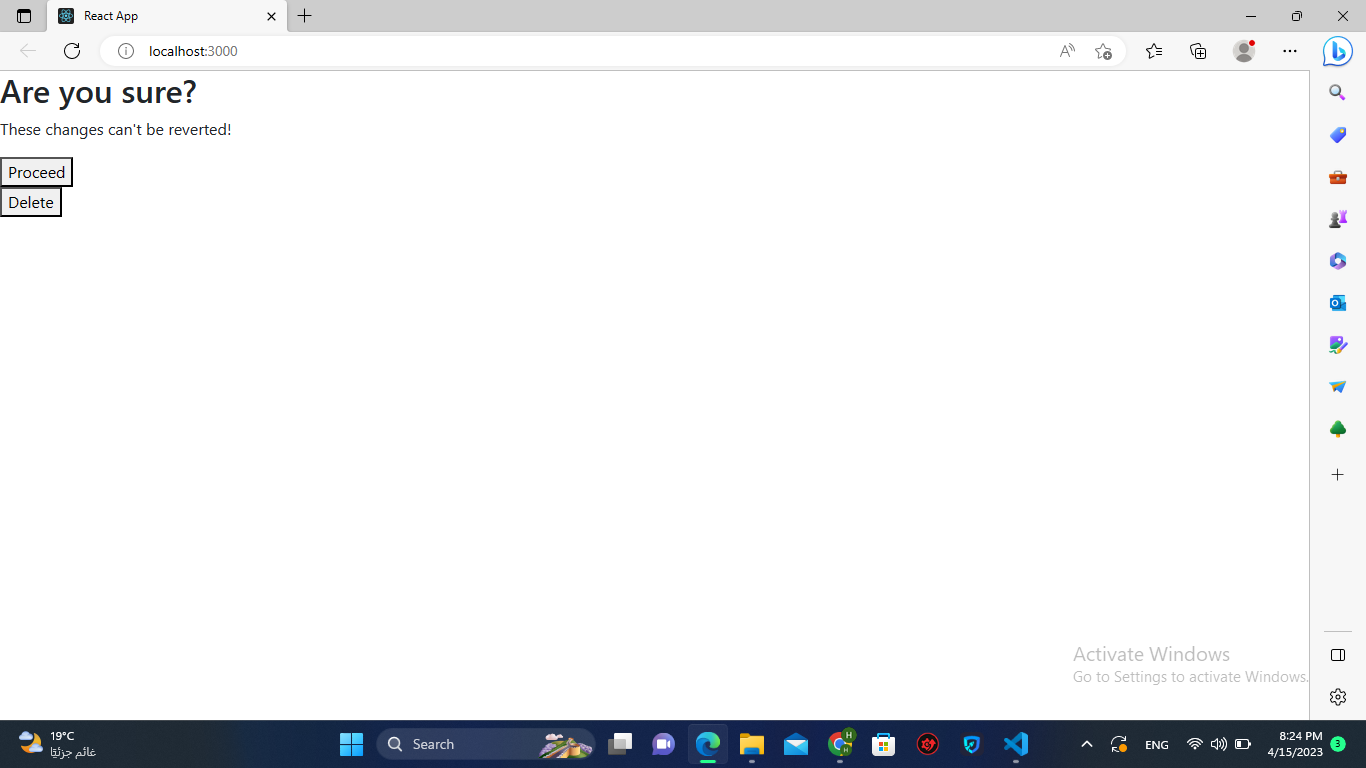 React App
localhost:3000
Are you sure?
These changes can't be reverted!
Proceed
Delete
Activate Windows
Go to Settings to activate Windows.
19°C
غائم جزئيًا
Search
H
H
ENG
8:24 PM
4/15/2023
3